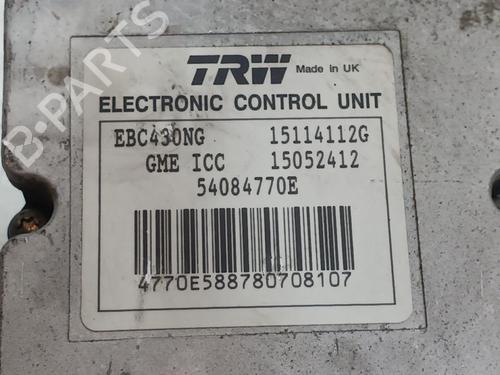 TRW Made in UK
ELECTRONIC CONTROL UNIT
EBC430NG 15114112G
GME ICC 15052412
54084770E
4770E588780708107
B-PARTS